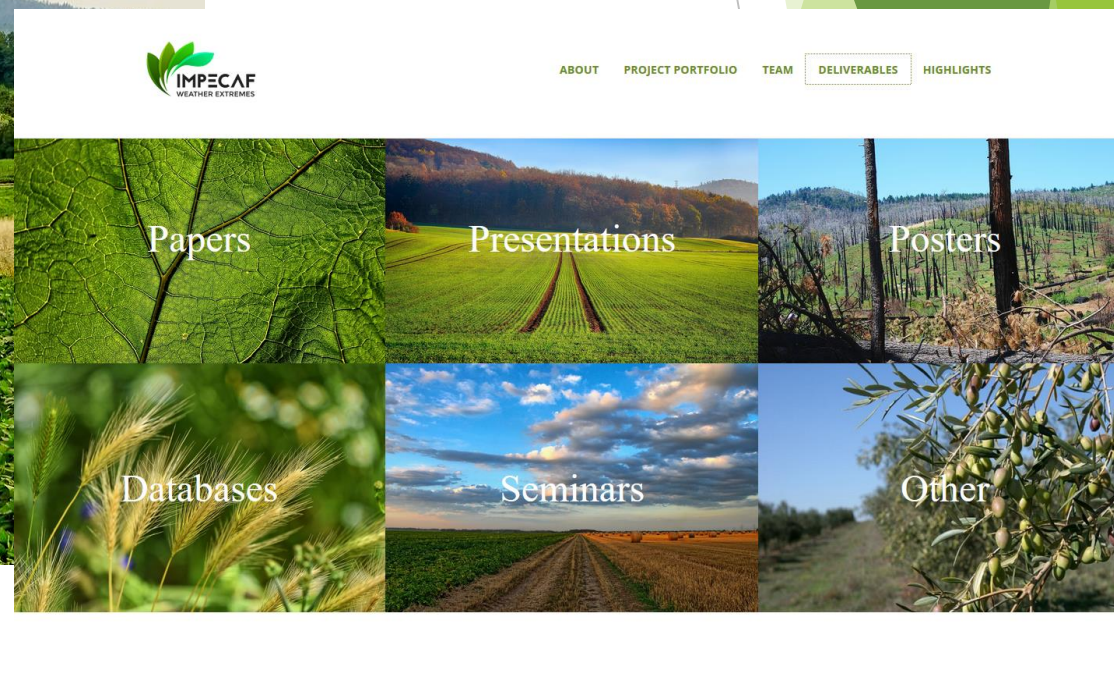 IMPECAF
WEATHER EXTREMES
ABOUT PROJECT PORTFOLIO TEAM DELIVERABLES HIGHLIGHTS
Papers
Presentations
Posters
Databases
Seminars
Other